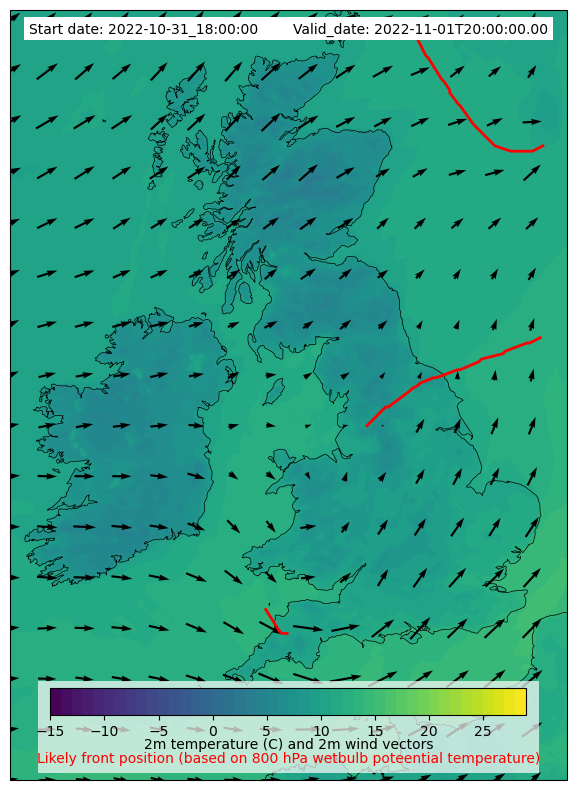 Start date: 2022-10-31_18:00:00 Valid_date: 2022-11-01T20:00:00.00
−15 −10 −5 0 5 10 15 20 25
2m temperature (C) and 2m wind vectors
Likely front position (based on 800 hPa wetbulb poteential temperature)